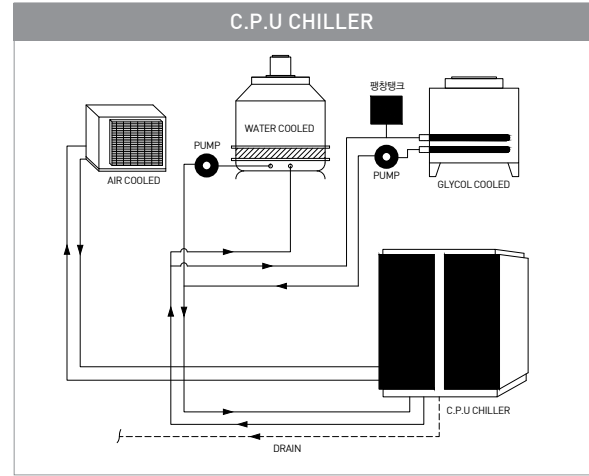 C.P.U CHILLER
팽창탱크
WATER COOLED
PUMP
PUMP
AIR COOLED
GLYCOL COOLED
C.P.U CHILLER
DRAIN